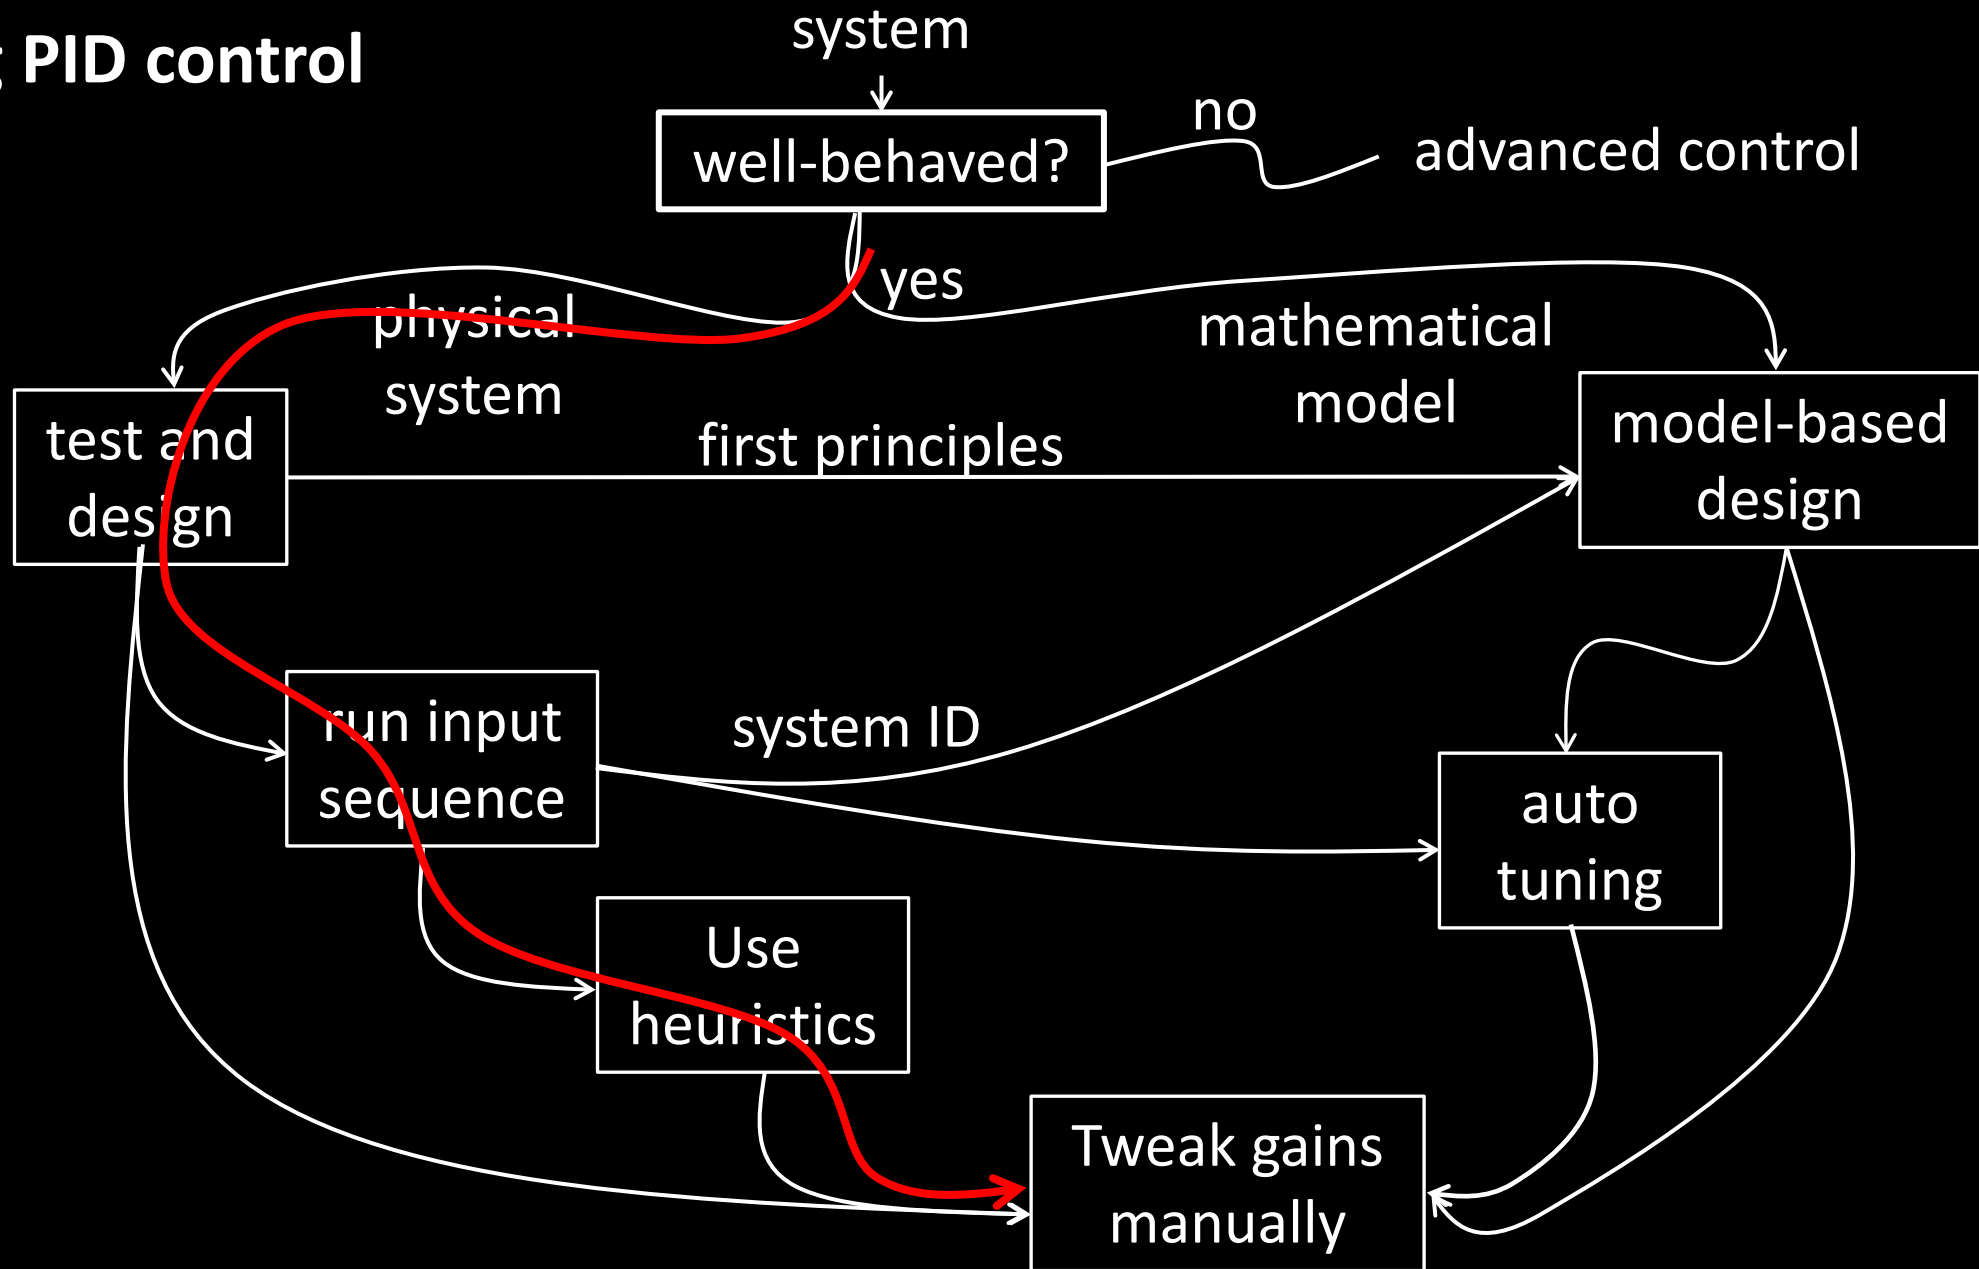 PID control
system
well-behaved?
no
advanced control
yes
physical
system
mathematical
model
test and
design
first principles
model-based
design
run input
sequence
system ID
auto
tuning
Use
heuristics
Tweak gains
manually